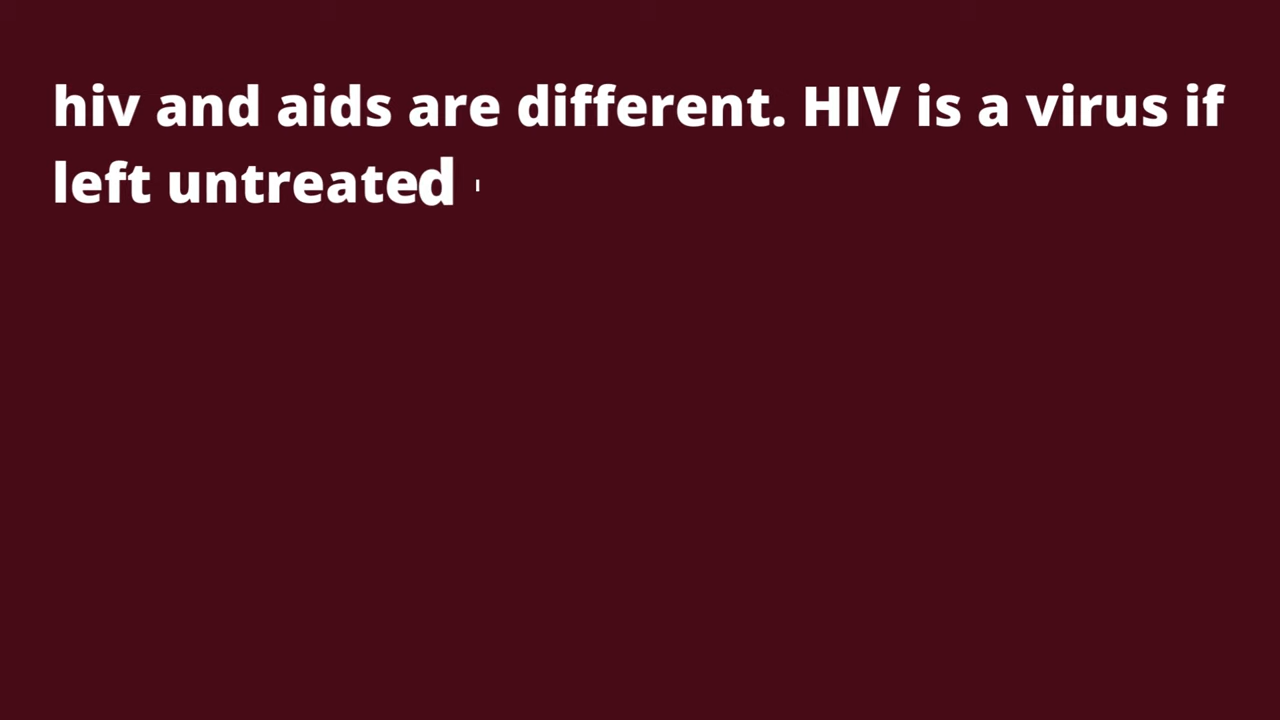 hiv and aids are different. HIV is a virus if
left untreated